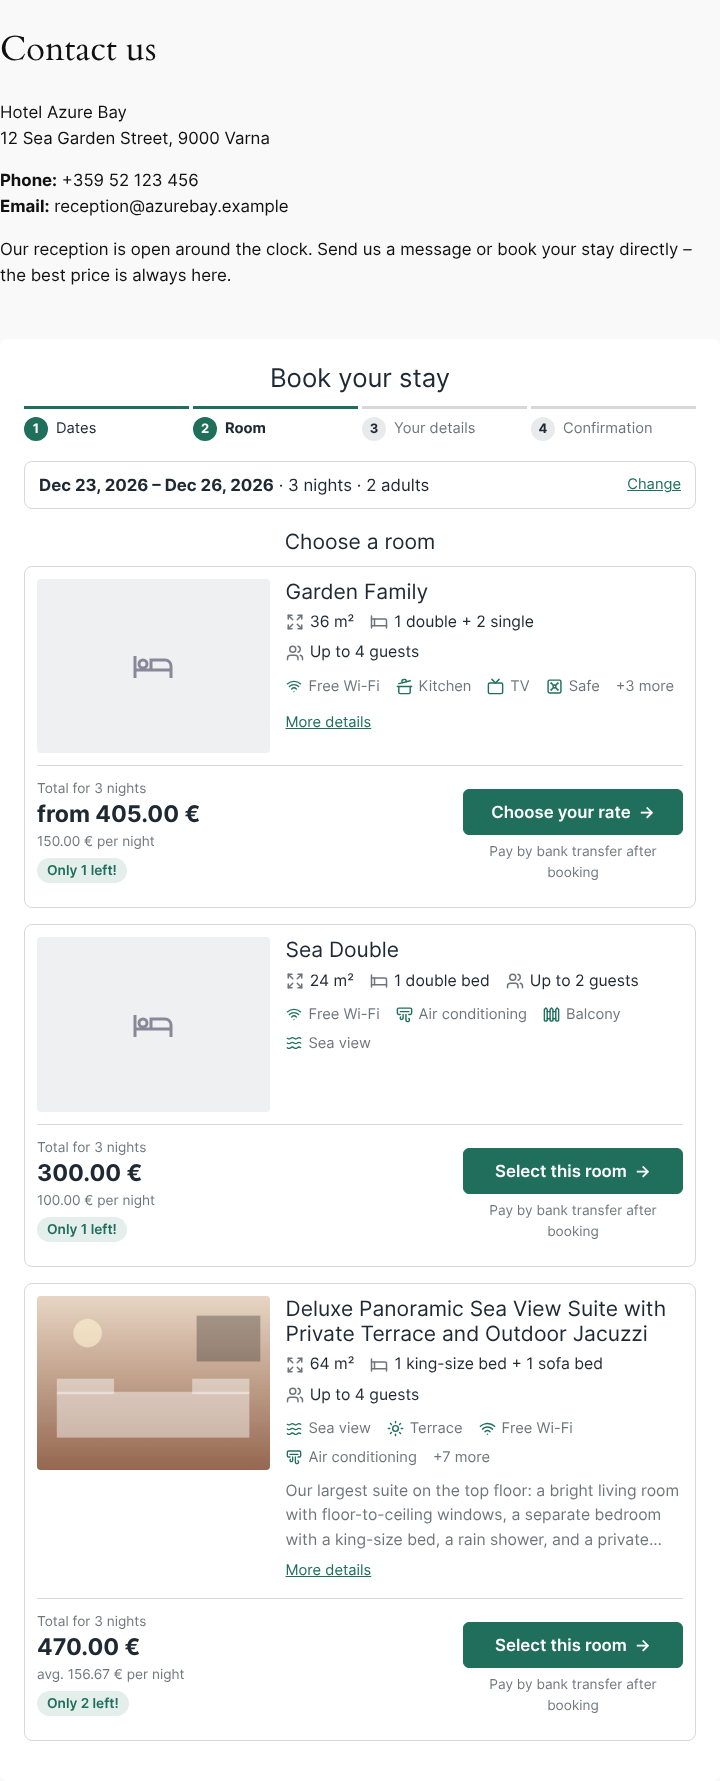 Contact us
Hotel Azure Bay
12 Sea Garden Street, 9000 Varna
Phone: +359 52 123 456
Email: reception@azurebay.example
Our reception is open around the clock. Send us a message or book your stay directly –
the best price is always here.
Book your stay
1 Dates
2 Room
3 Your details
4 Confirmation
Dec 23, 2026 – Dec 26, 2026 · 3 nights · 2 adults
Change
Choose a room
Garden Family
36 m² 1 double + 2 single
Up to 4 guests
Free Wi-Fi Kitchen TV Safe +3 more
More details
Total for 3 nights
from 405.00 €
150.00 € per night
Only 1 left!
Choose your rate →
Pay by bank transfer after
booking
Sea Double
24 m² 1 double bed Up to 2 guests
Free Wi-Fi Air conditioning Balcony
Sea view
Total for 3 nights
300.00 €
100.00 € per night
Only 1 left!
Select this room →
Pay by bank transfer after
booking
Deluxe Panoramic Sea View Suite with
Private Terrace and Outdoor Jacuzzi
64 m² 1 king-size bed + 1 sofa bed
Up to 4 guests
Sea view Terrace Free Wi-Fi
Air conditioning +7 more
Our largest suite on the top floor: a bright living room
with floor-to-ceiling windows, a separate bedroom
with a king-size bed, a rain shower, and a private...
More details
Total for 3 nights
470.00 €
avg. 156.67 € per night
Only 2 left!
Select this room →
Pay by bank transfer after
booking